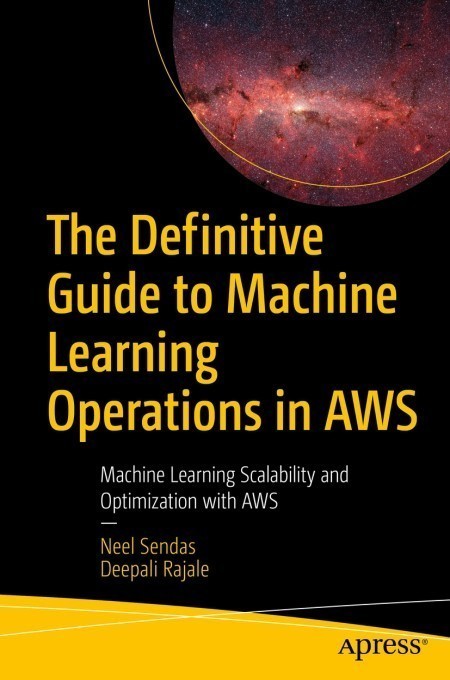 The Definitive
Guide to Machine
Learning
Operations in AWS
Machine Learning Scalability and
Optimization with AWS
—
Neel Sendas
Deepali Rajale
Apress®